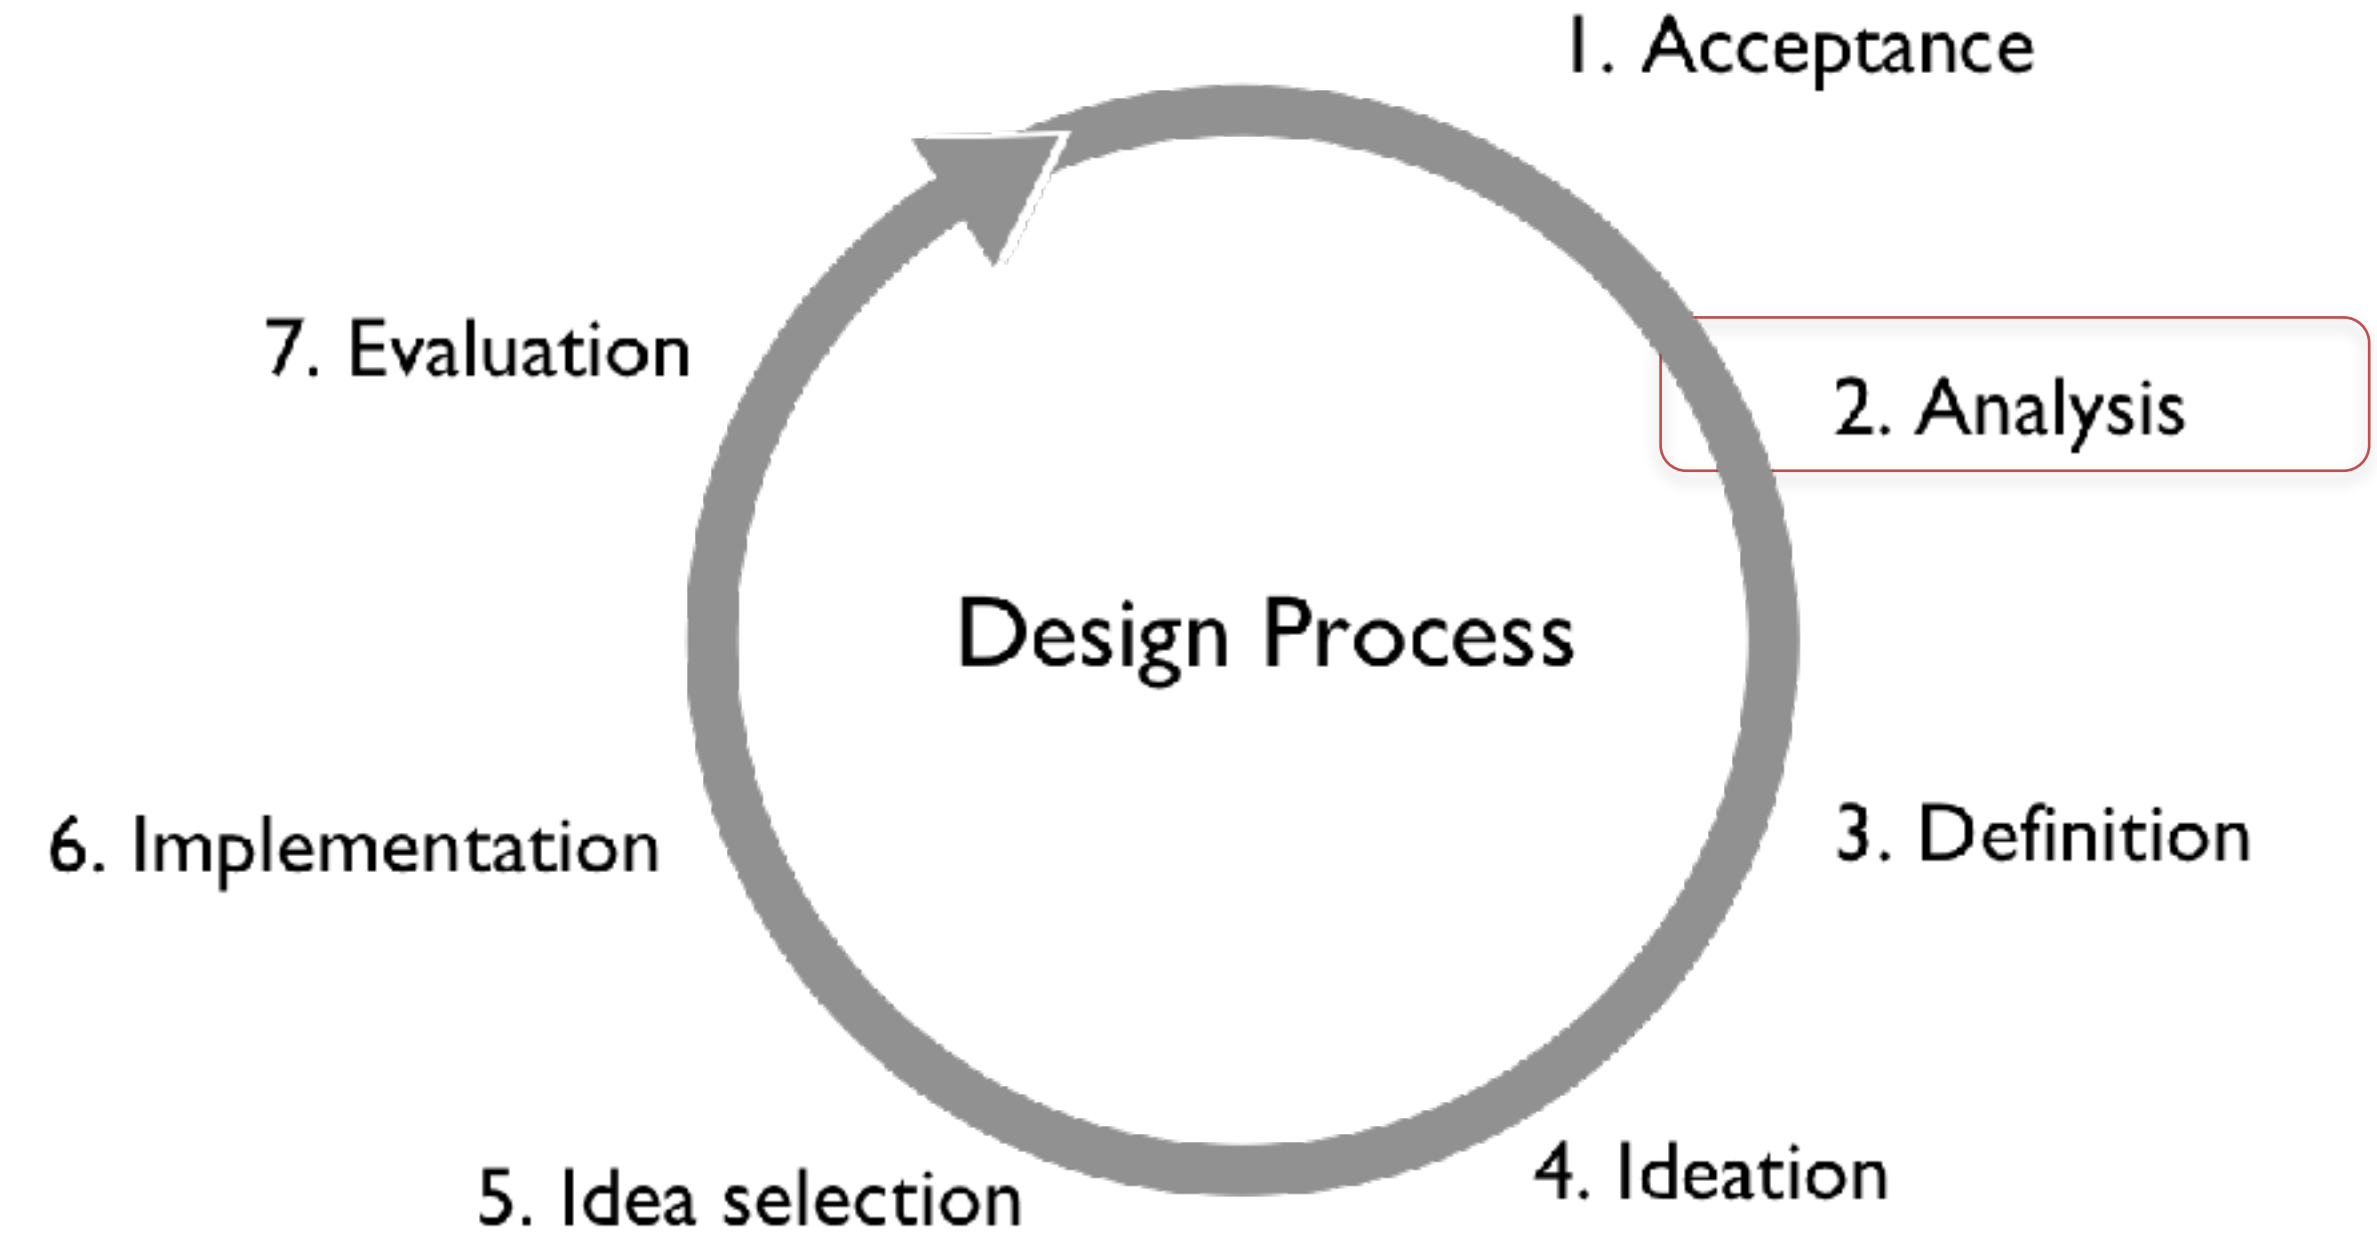 1. Acceptance
2. Analysis
3. Definition
4. Ideation
5. Idea selection
6. Implementation
7. Evaluation
Design Process